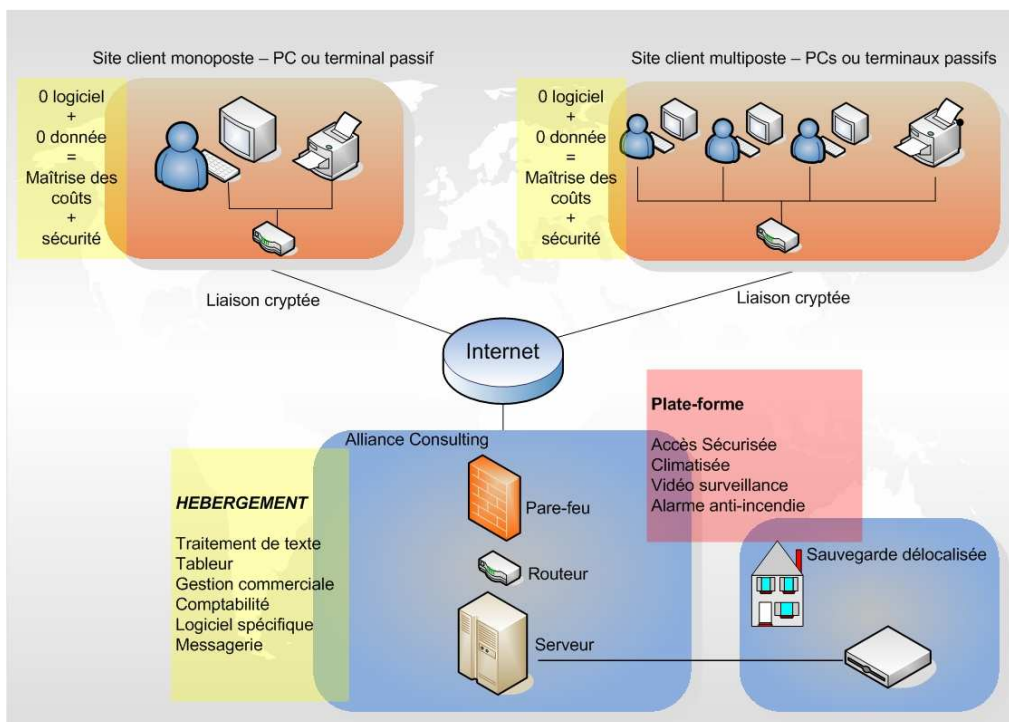 Site client monoposte – PC ou terminal passif
0 logiciel
+
0 donnée
=
Maîtrise des
coûts
+
sécurité
Site client multiposte – PCs ou terminaux passifs
0 logiciel
+
0 donnée
=
Maîtrise des
coûts
+
sécurité
Liaison cryptée
Liaison cryptée
Internet
Plate-forme
Accès Sécurisée
Climatisée
Vidéo surveillance
Alarme anti-incendie
Alliance Consulting
HEBERGEMENT
Traitement de texte
Tableur
Gestion commerciale
Comptabilité
Logiciel spécifique
Messagerie
Pare-feu
Routeur
Serveur
Sauvegarde délocalisée